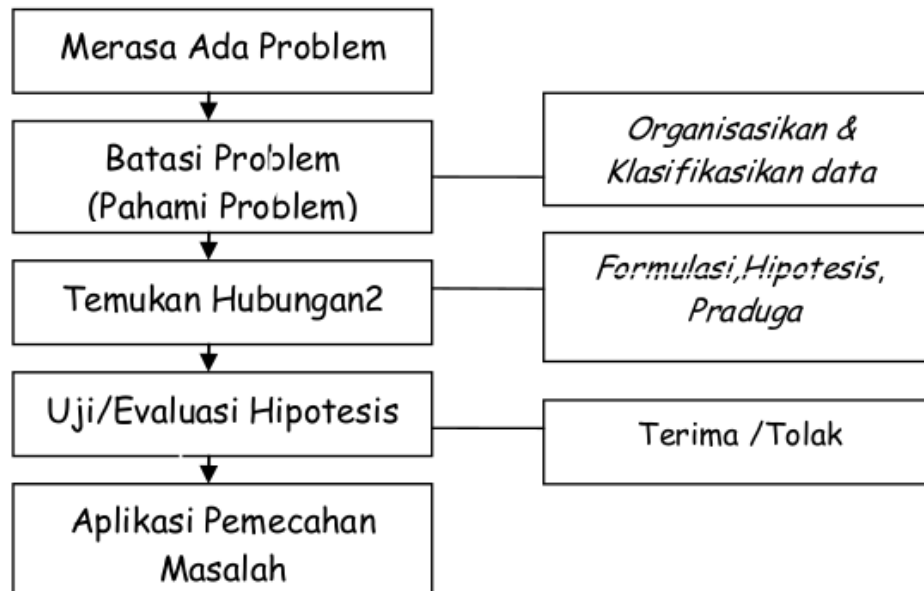 Merasa Ada Problem
Batasi Problem
(Pahami Problem)
Organisasikan &
Klasifikasikan data
Temukan Hubungan2
Formulasi,Hipotesis,
Praduga
Uji/Evaluasi Hipotesis
Terima /Tolak
Aplikasi Pemecahan
Masalah